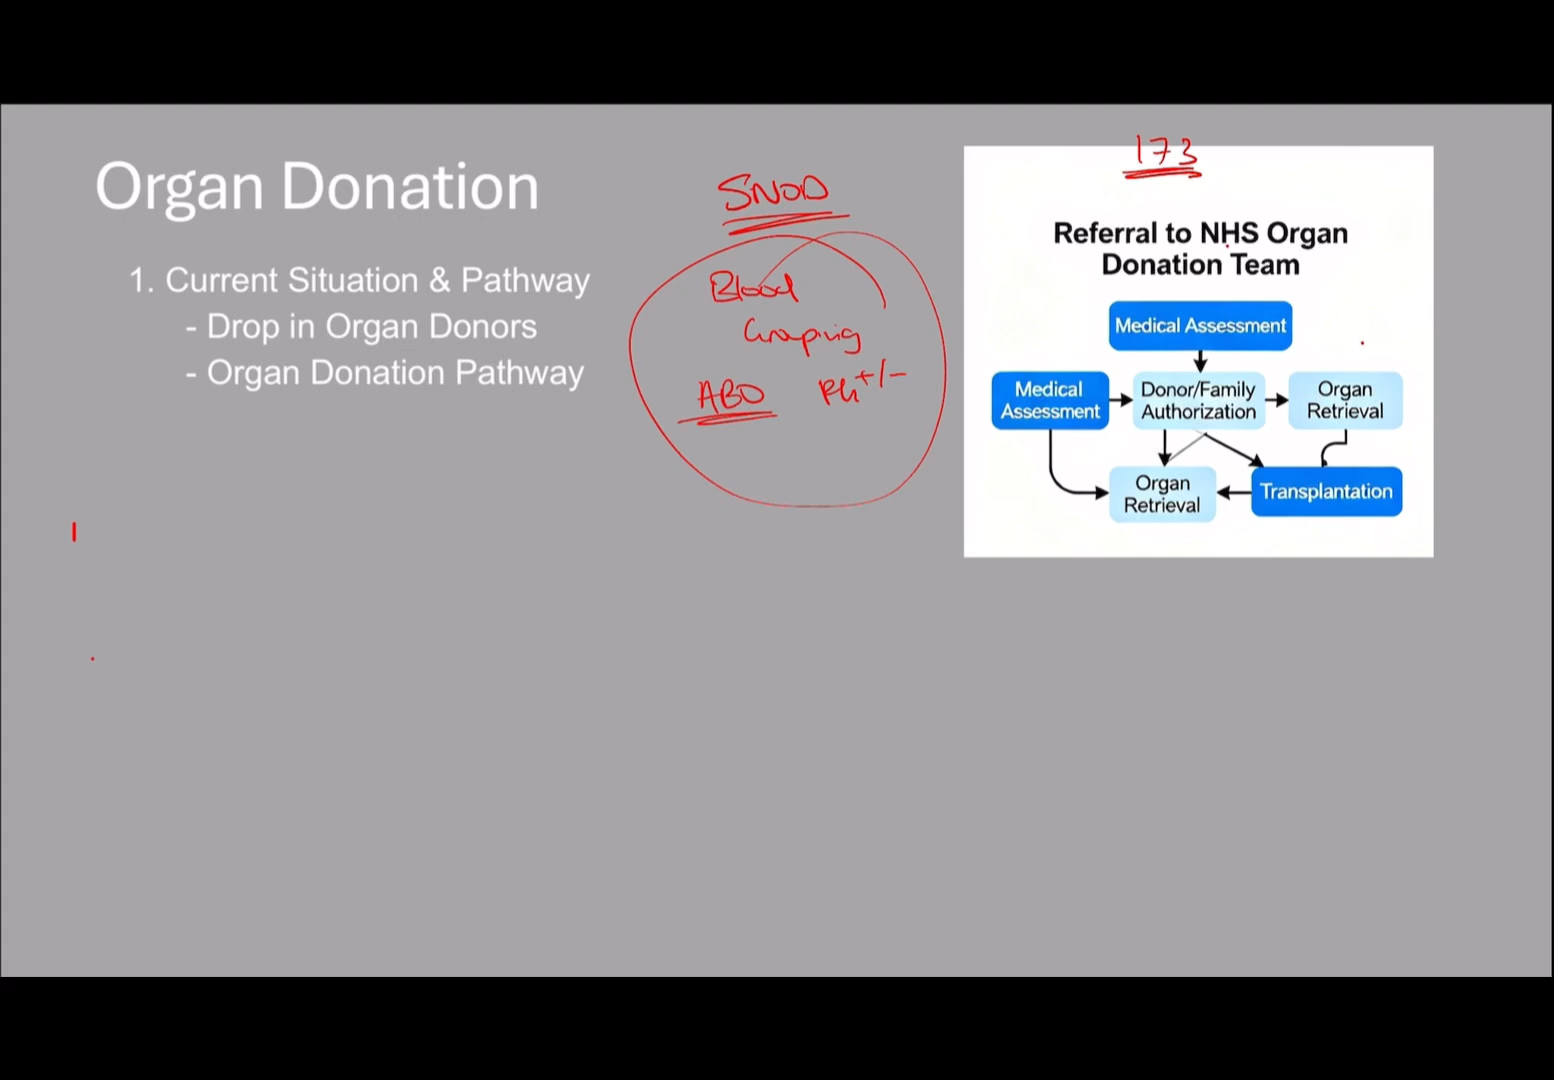 Organ Donation
1. Current Situation & Pathway
- Drop in Organ Donors
- Organ Donation Pathway
SNOD
Blood
Grouping
ABO Rh+/-
173
Referral to NHS Organ
Donation Team
Medical Assessment
Medical
Assessment
Donor/Family
Authorization
Organ
Retrieval
Organ
Retrieval
Transplantation